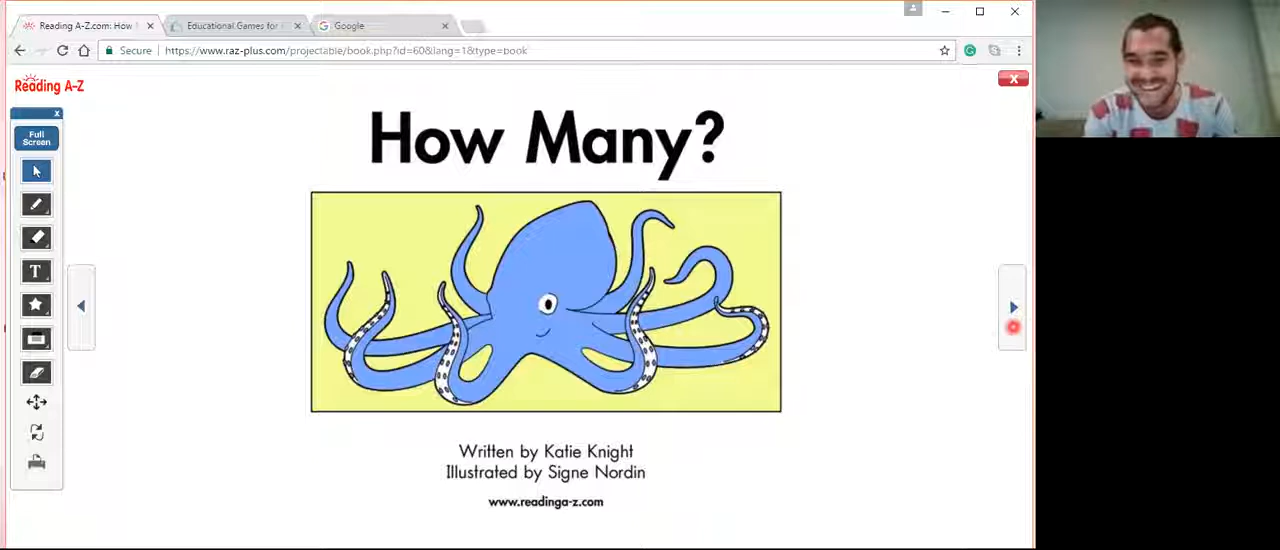 Reading A-Z.com: How
Educational Games for
Google
Secure
https://www.raz-plus.com/projectable/book.php?id=60&lang=1&type=book
Reading A-Z
x
X
Full
Screen
T
How Many?
Written by Katie Knight
Illustrated by Signe Nordin
www.readinga-z.com